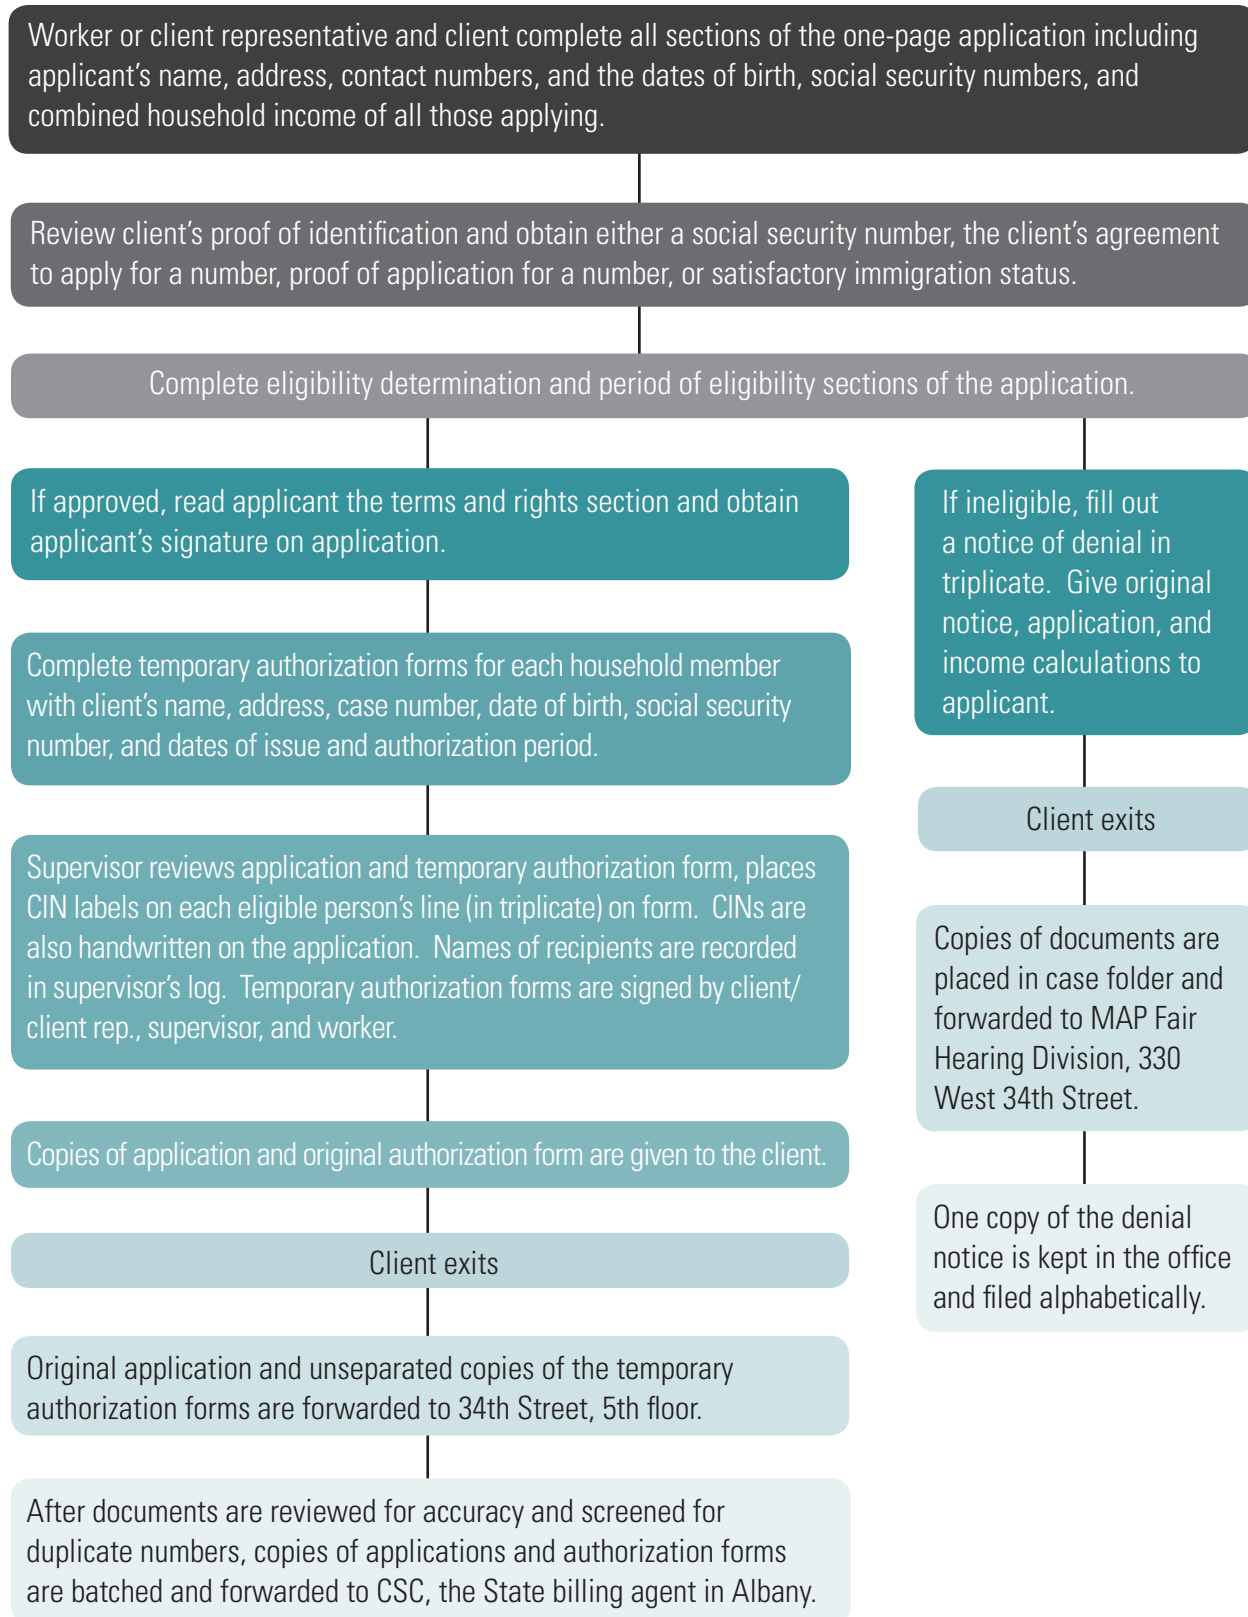 Worker or client representative and client complete all sections of the one-page application including
applicant's name, address, contact numbers, and the dates of birth, social security numbers, and
combined household income of all those applying.
Review client's proof of identification and obtain either a social security number, the client's agreement
to apply for a number, proof of application for a number, or satisfactory immigration status.
Complete eligibility determination and period of eligibility sections of the application.
If approved, read applicant the terms and rights section and obtain
applicant's signature on application.
Complete temporary authorization forms for each household member
with client's name, address, case number, date of birth, social security
number, and dates of issue and authorization period.
Supervisor reviews application and temporary authorization form, places
CIN labels on each eligible person's line (in triplicate) on form.  CINs are
also handwritten on the application.  Names of recipients are recorded
in supervisor's log.  Temporary authorization forms are signed by client/
client rep., supervisor, and worker.
Copies of application and original authorization form are given to the client.
Client exits
Original application and unseparated copies of the temporary
authorization forms are forwarded to 34th Street, 5th floor.
After documents are reviewed for accuracy and screened for
duplicate numbers, copies of applications and authorization forms
are batched and forwarded to CSC, the State billing agent in Albany.
If ineligible, fill out
a notice of denial in
triplicate.  Give original
notice, application, and
income calculations to
applicant.
Client exits
Copies of documents are
placed in case folder and
forwarded to MAP Fair
Hearing Division, 330
West 34th Street.
One copy of the denial
notice is kept in the office
and filed alphabetically.